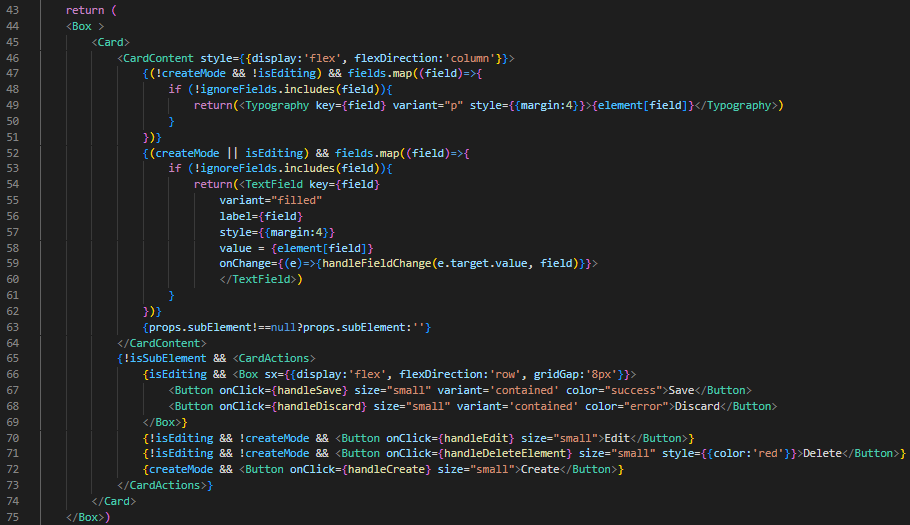 43 return (
44 <Box >
45 <Card>
46 <CardContent style={{display:'flex', flexDirection:'column'}}>
47 {(!createMode && !isEditing) && fields.map((field)=>{
48 if (!ignoreFields.includes(field)){
49 return(<Typography key={field} variant="p" style={{margin:4}}>{element[field]}</Typography>)
50 }
51 })}
52 {(createMode || isEditing) && fields.map((field)=>{
53 if (!ignoreFields.includes(field)){
54 return(<TextField key={field}
55 variant="filled"
56 label={field}
57 style={{margin:4}}
58 value = {element[field]}
59 onChange={(e)=>{handleFieldChange(e.target.value, field)}}>
60 </TextField>)
61 }
62 })}
63 {props.subElement!==null?props.subElement:''}
64 </CardContent>
65 {!isSubElement && <CardActions>
66 {isEditing && <Box sx={{display:'flex', flexDirection:'row', gridGap:'8px'}}>
67 <Button onClick={handleSave} size="small" variant='contained' color="success">Save</Button>
68 <Button onClick={handleDiscard} size="small" variant='contained' color="error">Discard</Button>
69 </Box>}
70 {!isEditing && !createMode && <Button onClick={handleEdit} size="small">Edit</Button>}
71 {!isEditing && !createMode && <Button onClick={handleDeleteElement} size="small" style={{color:'red'}}>Delete</Button>}
72 {createMode && <Button onClick={handleCreate} size="small">Create</Button>}
73 </CardActions>}
74 </Card>
75 </Box>)